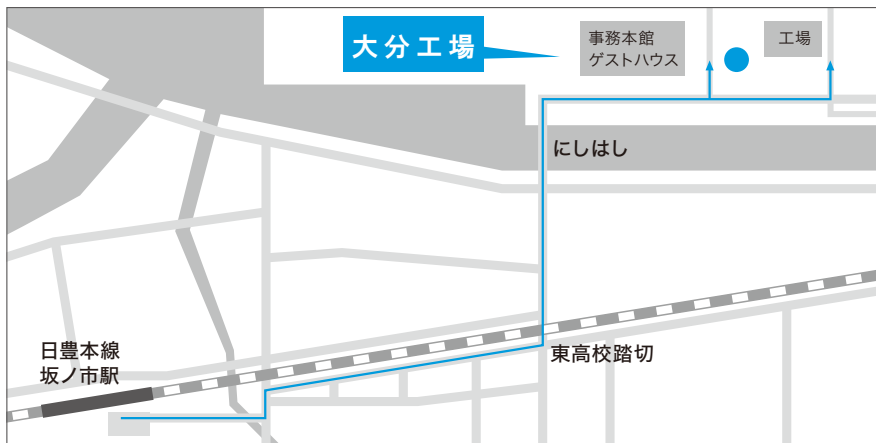 大分工場
事務本館
ゲストハウス
工場
にしはし
日豊本線
坂ノ市駅
東高校踏切